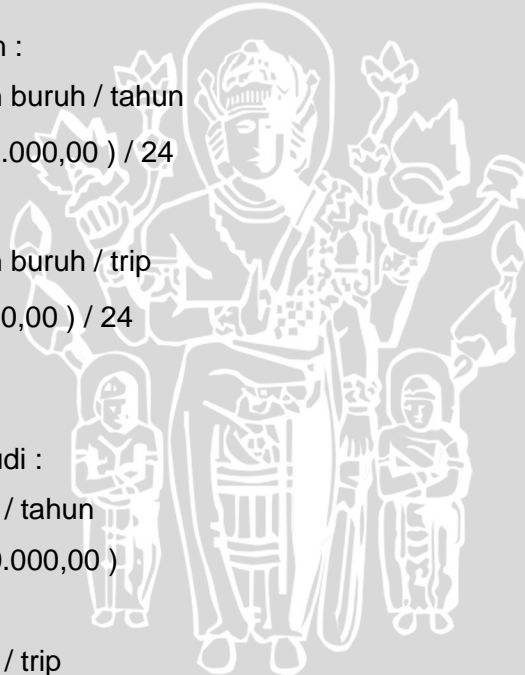 :
buruh / tahun
.000,00 ) / 24
buruh / trip
0,00 ) / 24
udi :
/ tahun
0.000,00 )
/ trip